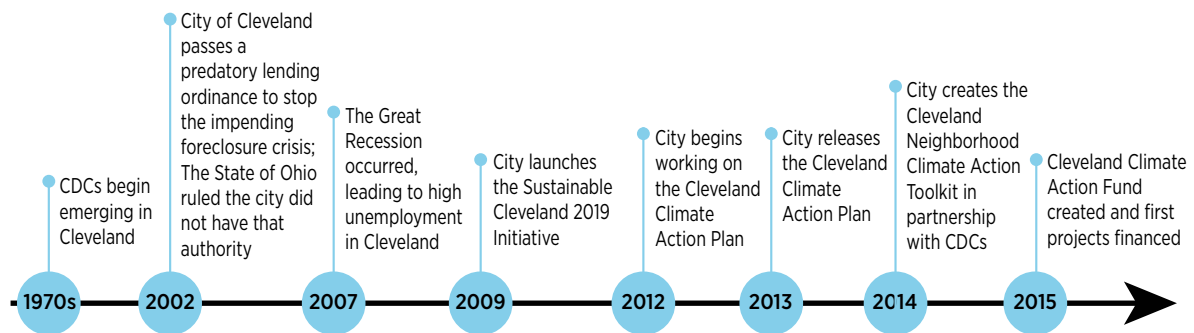 CDCs begin
emerging in
Cleveland
City of Cleveland
passes a
predatory lending
ordinance to stop
the impending
foreclosure crisis;
The State of Ohio
ruled the city did
not have that
authority
The Great
Recession
occurred,
leading to high
unemployment
in Cleveland
City launches
the Sustainable
Cleveland 2019
Initiative
City begins
working on
the Cleveland
Climate
Action Plan
City releases
the Cleveland
Climate
Action Plan
City creates the
Cleveland
Neighborhood
Climate Action
Toolkit in
partnership
with CDCs
Cleveland Climate
Action Fund
created and first
projects financed
1970s
2002
2007
2009
2012
2013
2014
2015